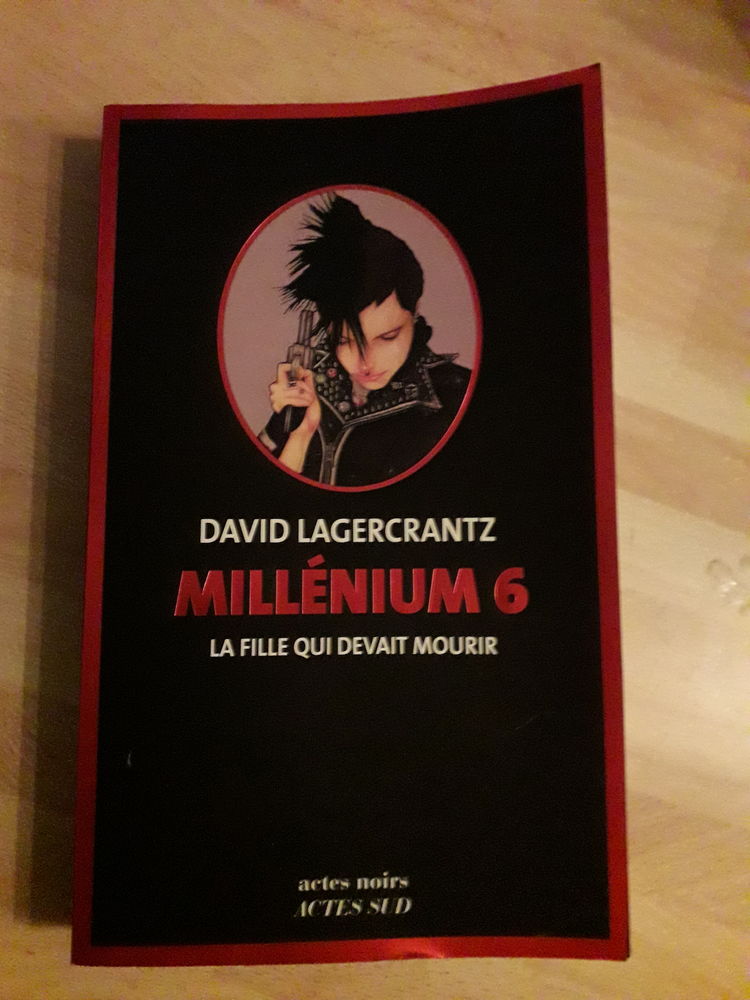 DAVID LAGERCRANTZ
MILLÉNIUM 6
LA FILLE QUI DEVAIT MOURIR
actes noirs
ACTES SUD